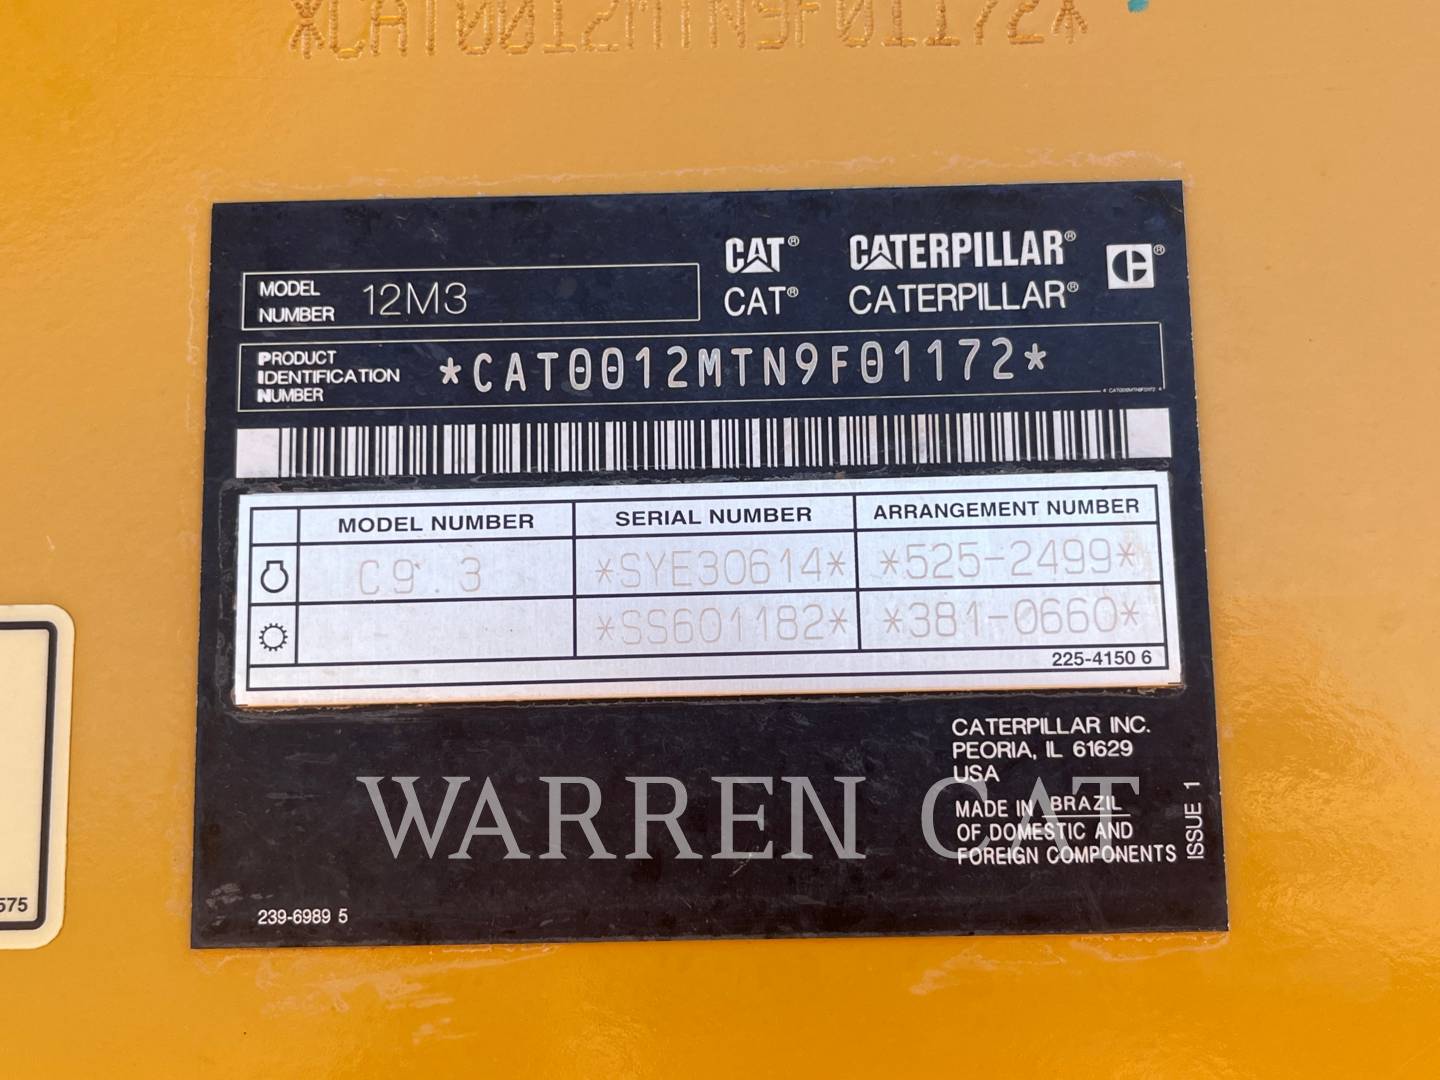 *CAT0012MTN9F01172*
CAT® CATERPILLAR®
CAT® CATERPILLAR®
MODEL NUMBER 12M3
PRODUCT IDENTIFICATION NUMBER *CAT0012MTN9F01172*
MODEL NUMBER SERIAL NUMBER ARRANGEMENT NUMBER
C9.3 *SYE30614* *525-2499*
*SS601182* *381-0660*
225-4150 6
CATERPILLAR INC.
PEORIA, IL 61629
USA
MADE IN BRAZIL
OF DOMESTIC AND
FOREIGN COMPONENTS
ISSUE 1
WARREN CAT
239-6989 5
575